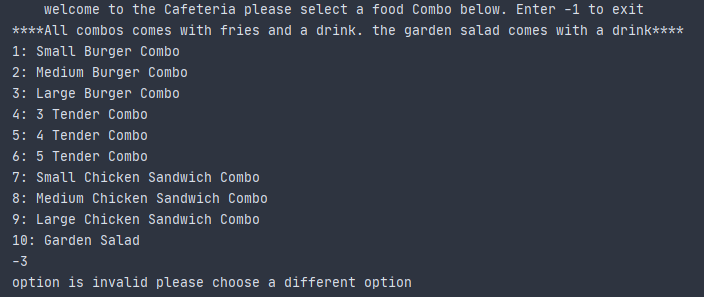 welcome to the Cafeteria please select a food Combo below. Enter -1 to exit
****All combos comes with fries and a drink. the garden salad comes with a drink****
1: Small Burger Combo
2: Medium Burger Combo
3: Large Burger Combo
4: 3 Tender Combo
5: 4 Tender Combo
6: 5 Tender Combo
7: Small Chicken Sandwich Combo
8: Medium Chicken Sandwich Combo
9: Large Chicken Sandwich Combo
10: Garden Salad
-3
option is invalid please choose a different option